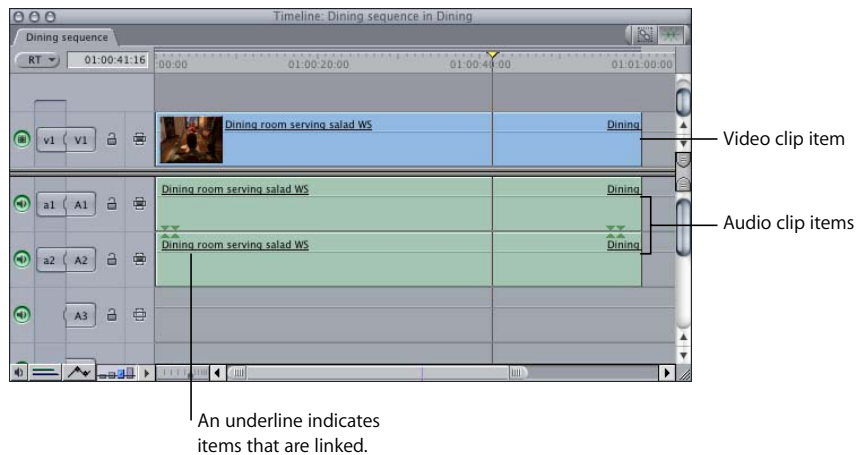 Timeline: Dining sequence in Dining
Dining sequence
RT 01:00:41:16 :00:00 01:00:20:00 01:00:40:00 01:01:00:00
v1 V1 Dining room serving salad WS Dining
Video clip item
a1 A1 Dining room serving salad WS Dining
Audio clip items
a2 A2 Dining room serving salad WS Dining
A3
An underline indicates
items that are linked.